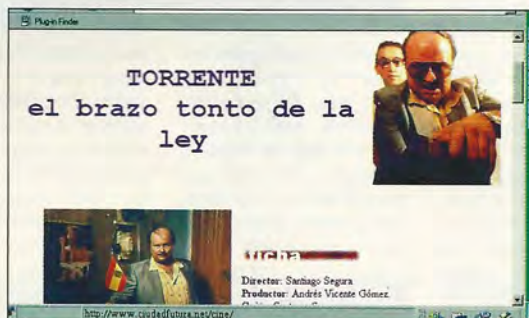 Plug-in Finder
TORRENTE
el brazo tonto de la
ley
ficha
Director: Santiago Segura
Productor: Andrés Vicente Gómez.
http://www.ciudadfutura.net/cine/